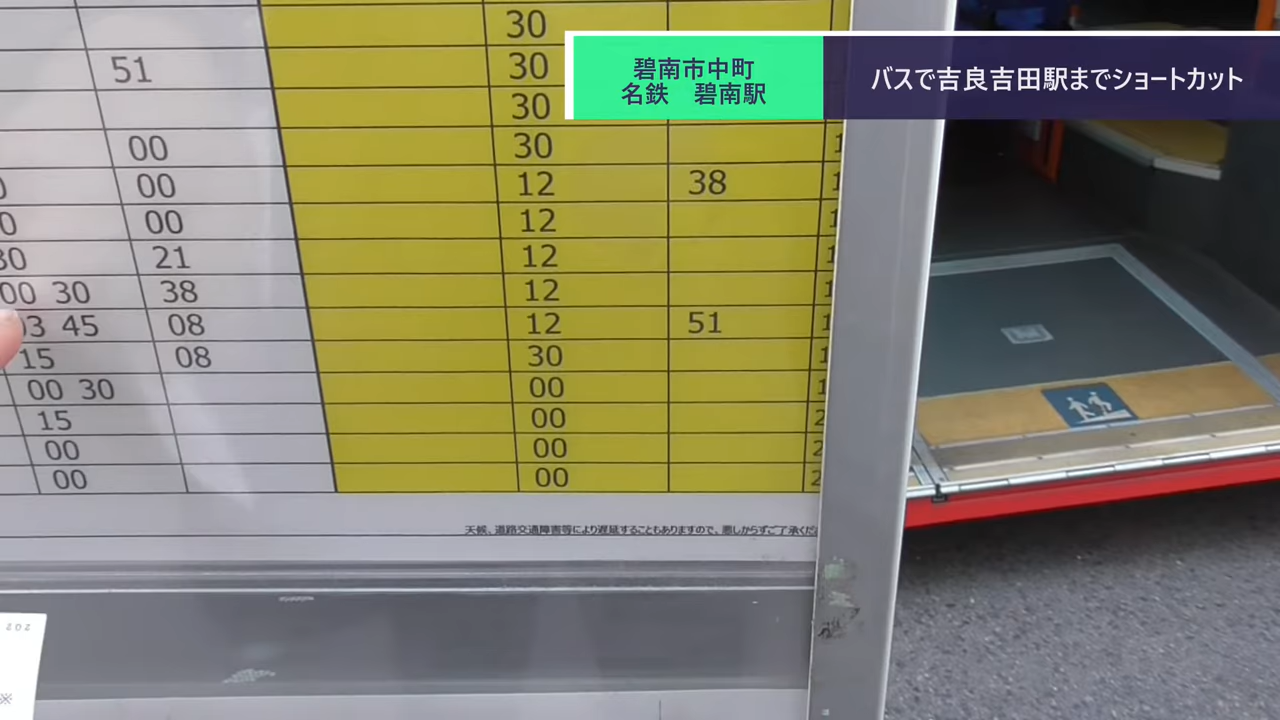 碧南市中町
名鉄 碧南駅
バスで吉良吉田駅までショートカット
30
51 30
30
00 30
00 12 38
00 12
21 12
00 30 38 12
45 08 12 51
15 08 30
00 30 00
15 00
00 00
00 00
天候、道路交通障害等により遅延することもありますので、悪しからずご了承くだ
202
※